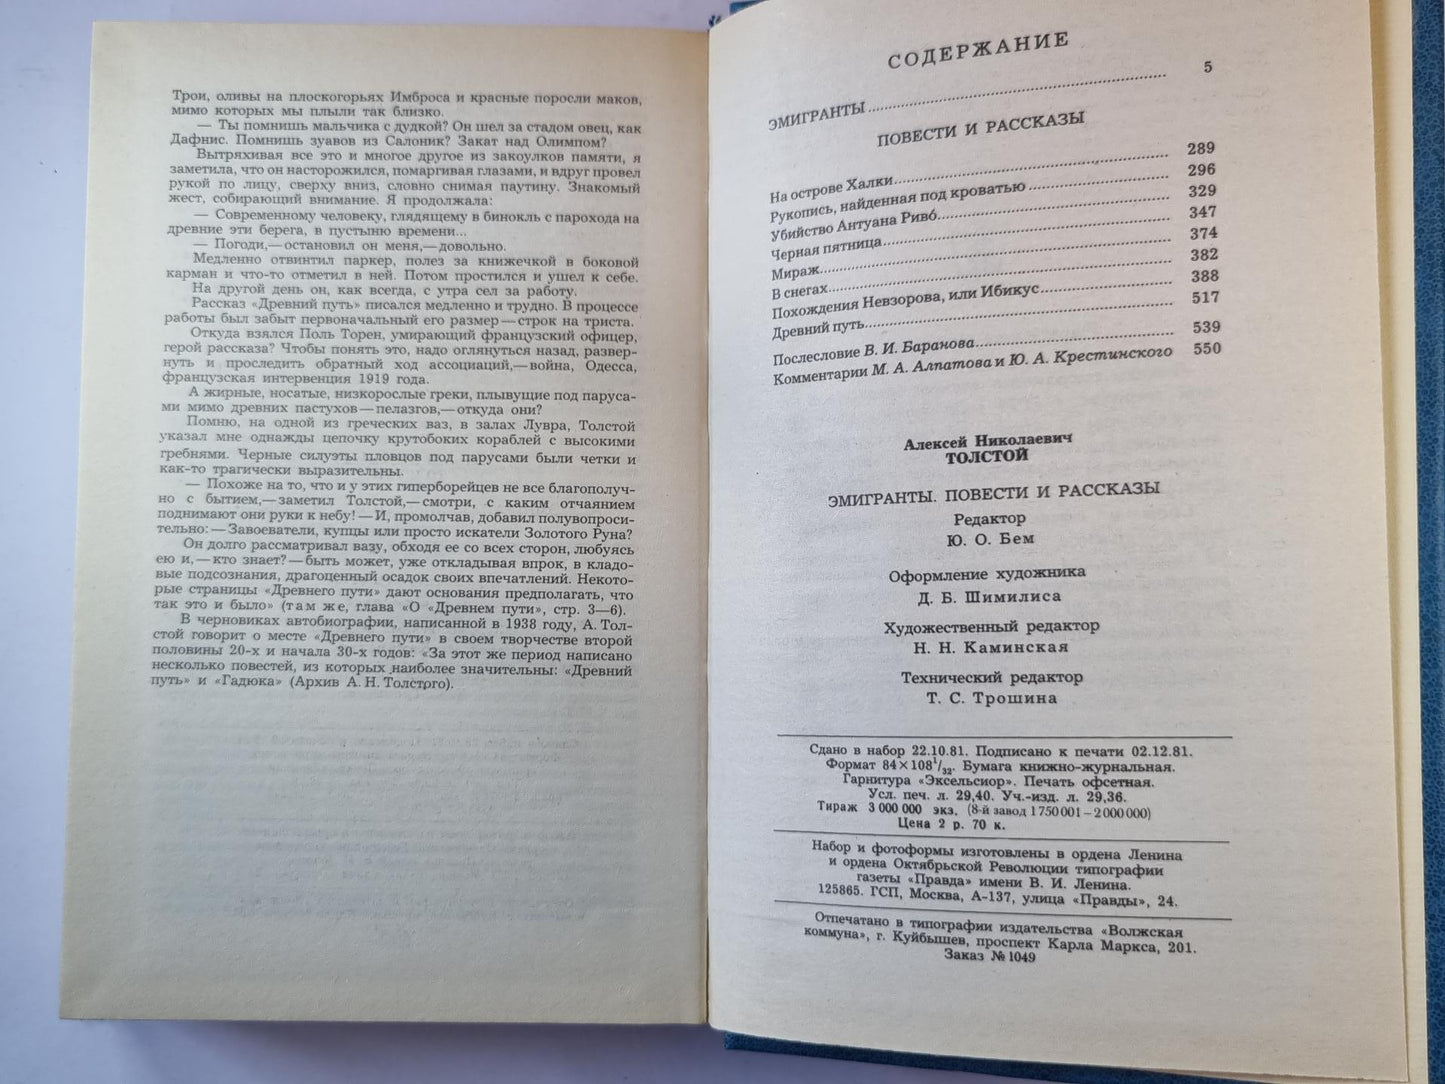 Трои, оливы на плоскогорьях Имброса и красные поросли маков,
мимо которых мы плыли так близко.
— Ты помнишь мальчика с дудкой? Он шел за стадом овец, как
Дафнис. Помнишь зуавов из Салоник? Закат над Олимпом?
Вытряхивая все это и многое другое из закоулков памяти, я
заметила, что он насторожился, помаргивая глазами, и вдруг провел
рукой по лицу, сверху вниз, словно снимая паутину. Знакомый
жест, собирающий внимание. Я продолжала:
— Современному человеку, глядящему в бинокль с парохода на
древние эти берега, в пустыню времени...
— Погоди,—остановил он меня,—довольно.
Медленно отвинтил паркер, полез за книжечкой в боковой
карман и что-то отметил в ней. Потом простился и ушел к себе.
На другой день он, как всегда, с утра сел за работу.
Рассказ «Древний путь» писался медленно и трудно. В процессе
работы был забыт первоначальный его размер—строк на триста.
Откуда взялся Поль Торен, умирающий французский офицер,
герой рассказа? Чтобы понять это, надо оглянуться назад, развер-
нуть и проследить обратный ход ассоциаций,—война, Одесса,
французская интервенция 1919 года.
А жирные, носатые, низкорослые греки, плывущие под паруса-
ми мимо древних пастухов—пелазгов,—откуда они?
Помню, на одной из греческих ваз, в залах Лувра, Толстой
указал мне однажды цепочку крутобоких кораблей с высокими
гребнями. Черные силуэты пловцов под парусами были четки и
как-то трагически выразительны.
— Похоже на то, что и у этих гиперборейцев не все благополуч-
но с бытием,—заметил Толстой,—смотри, с каким отчаянием
поднимают они руки к небу!—И, промолчав, добавил полувопроси-
тельно:—Завоеватели, купцы или просто искатели Золотого Руна?
Он долго рассматривал вазу, обходя ее со всех сторон, любуясь
ею и,—кто знает?—быть может, уже откладывая впрок, в кладо-
вые подсознания, драгоценный осадок своих впечатлений. Некото-
рые страницы «Древнего пути» дают основания предполагать, что
так это и было» (там же, глава «О «Древнем пути», стр. 3—6).
В черновиках автобиографии, написанной в 1938 году, А. Тол-
стой говорит о месте «Древнего пути» в своем творчестве второй
половины 20-х и начала 30-х годов: «За этот же период написано
несколько повестей, из которых наиболее значительны: «Древний
путь» и «Гадюка» (Архив А. Н. Толстого).
СОДЕРЖАНИЕ
ЭМИГРАНТЫ 5
ПОВЕСТИ И РАССКАЗЫ
На острове Халки 289
Рукопись, найденная под кроватью 296
Убийство Антуана Риво́ 329
Черная пятница 347
Мираж 374
В снегах 382
Похождения Невзорова, или Ибикус 388
Древний путь 517
Послесловие В. И. Баранова 539
Комментарии М. А. Алпатова и Ю. А. Крестинского 550
Алексей Николаевич
ТОЛСТОЙ
ЭМИГРАНТЫ. ПОВЕСТИ И РАССКАЗЫ
Редактор
Ю. О. Бем
Оформление художника
Д. Б. Шимилиса
Художественный редактор
Н. Н. Каминская
Технический редактор
Т. С. Трошина
Сдано в набор 22.10.81. Подписано к печати 02.12.81.
Формат 84×108 1/32. Бумага книжно-журнальная.
Гарнитура «Эксельсиор». Печать офсетная.
Усл. печ. л. 29,40. Уч.-изд. л. 29,36.
Тираж 3 000 000 экз. (8-й завод 1 750 001 – 2 000 000)
Цена 2 р. 70 к.
Набор и фотоформы изготовлены в ордена Ленина
и ордена Октябрьской Революции типографии
газеты «Правда» имени В. И. Ленина.
125865. ГСП, Москва, А-137, улица «Правды», 24.
Отпечатано в типографии издательства «Волжская
коммуна», г. Куйбышев, проспект Карла Маркса, 201.
Заказ № 1049